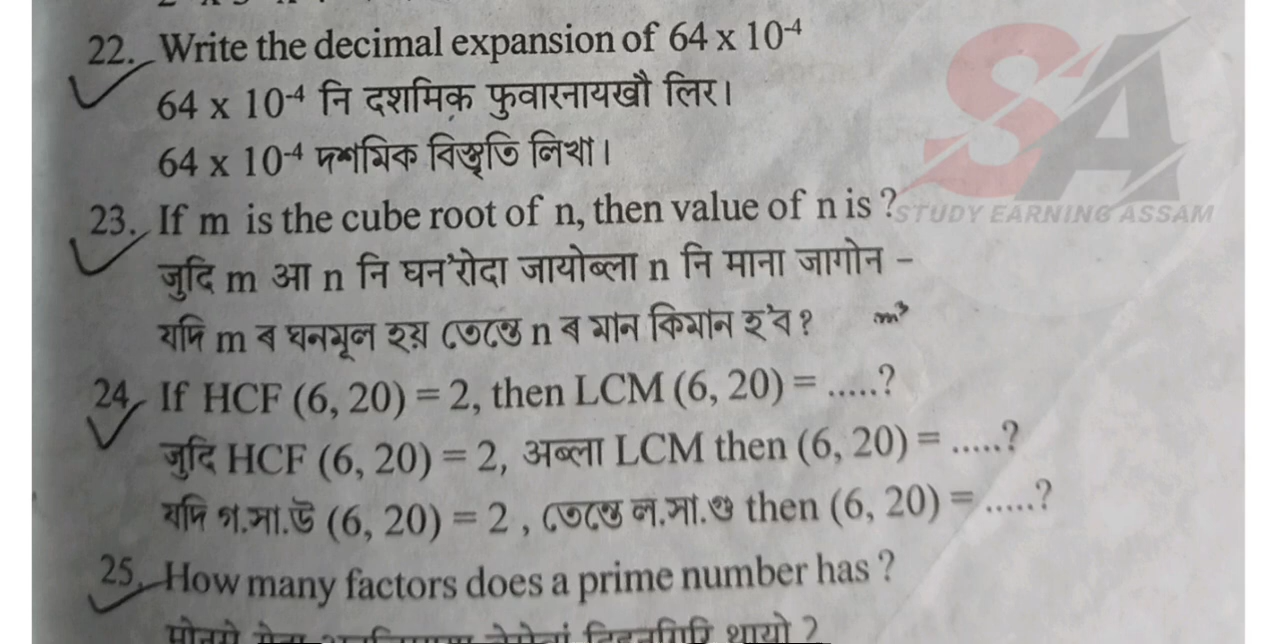 22. Write the decimal expansion of 64 x 10⁻⁴
64 x 10⁻⁴ नि दशमिक फुवारनायखौ लिर।
64 x 10⁻⁴ দশমিক বিস্তৃতি লিখা।
SA
23. If m is the cube root of n, then value of n is ?
STUDY EARNING ASSAM
जुदि m आ n नि घन'रोदा जायोब्ला n नि माना जागोन –
যদি m ৰ ঘনমূল হয় তেন্তে n ৰ মান কিমান হ'ব ?
m³
24. If HCF (6, 20) = 2, then LCM (6, 20) = .....?
जुदि HCF (6, 20) = 2, अब्ला LCM then (6, 20) = .....?
যদি গ.সা.উ (6, 20) = 2 , তেন্তে ল.সা.গু then (6, 20) = .....?
25. How many factors does a prime number has ?
थायो ?